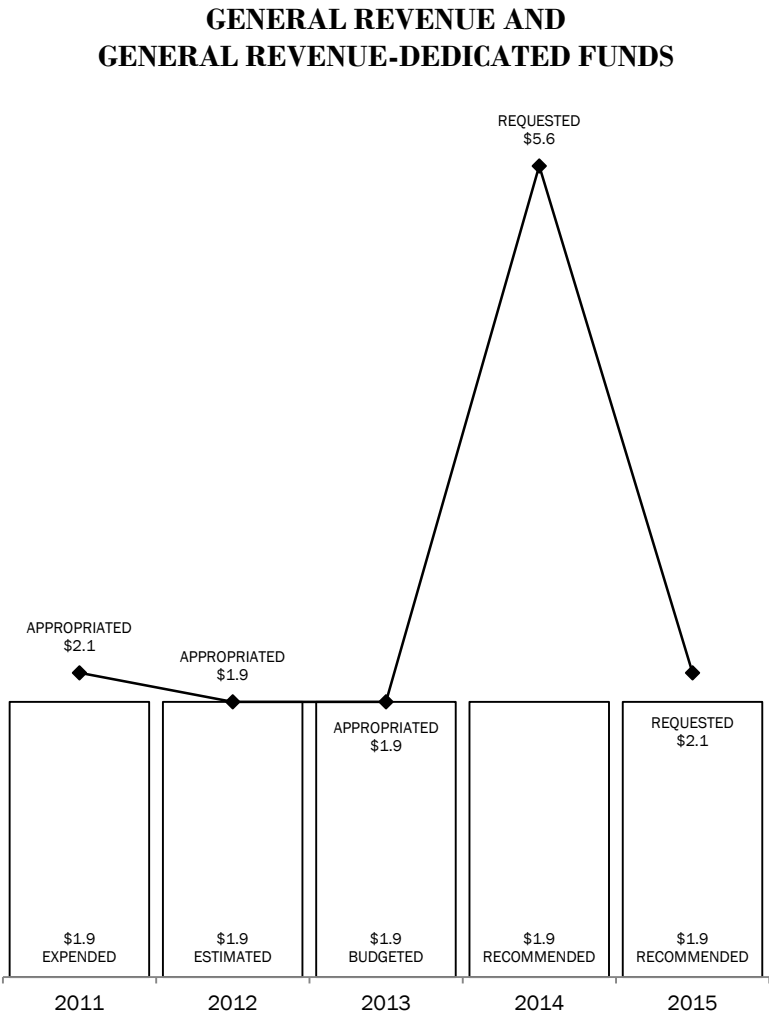 GENERAL REVENUE AND
GENERAL REVENUE-DEDICATED FUNDS
REQUESTED
$5.6
APPROPRIATED
$2.1
APPROPRIATED
$1.9
APPROPRIATED
$1.9
REQUESTED
$2.1
$1.9
EXPENDED
$1.9
ESTIMATED
$1.9
BUDGETED
$1.9
RECOMMENDED
$1.9
RECOMMENDED
2011
2012
2013
2014
2015